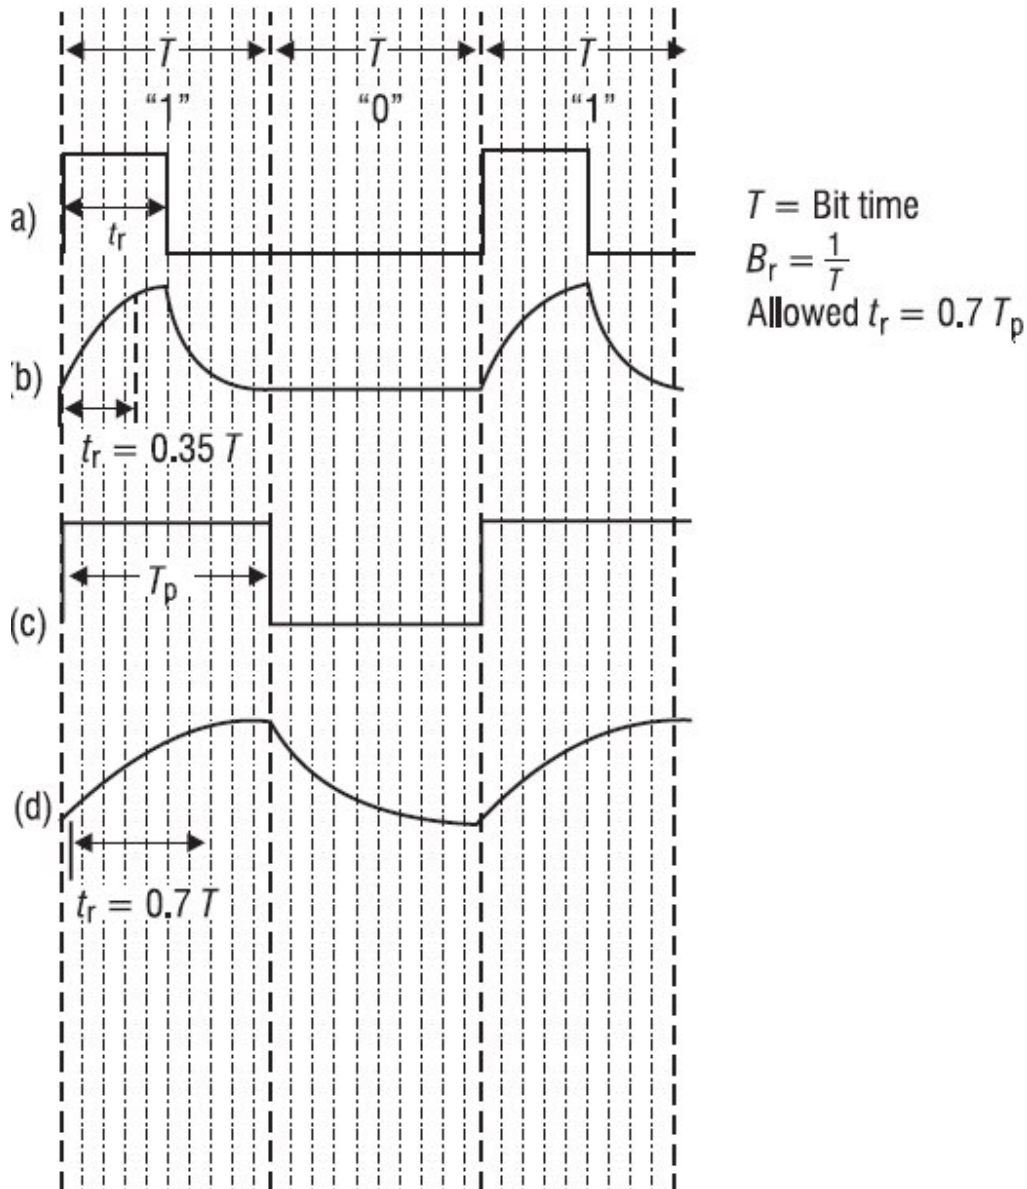 T T T
“1” “0” “1”
a)
t_r
T = Bit time
B_r = 1/T
Allowed t_r = 0.7 T_p
(b)
t_r = 0.35 T
T_p
(c)
(d)
t_r = 0.7 T